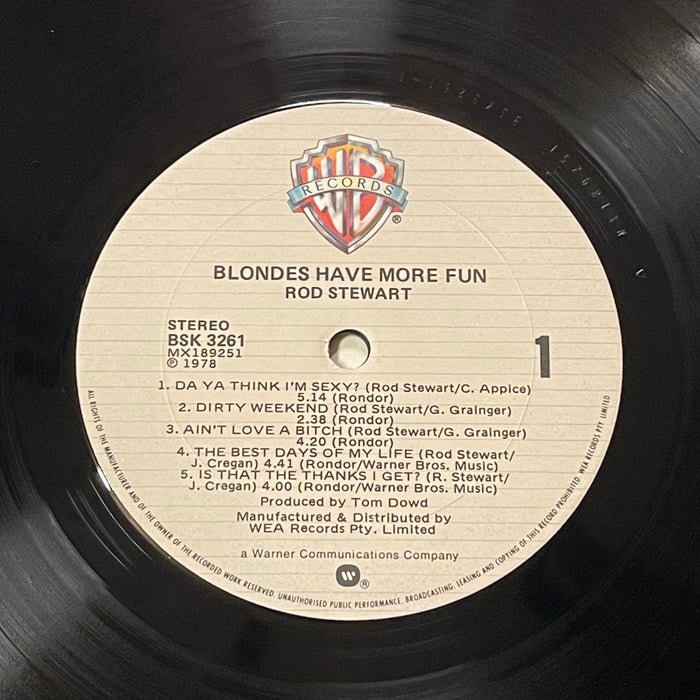 WB
RECORDS
®
BLONDES HAVE MORE FUN
ROD STEWART
STEREO
BSK 3261
MX189251
℗ 1978
1
1. DA YA THINK I'M SEXY? (Rod Stewart/C. Appice)
5.14 (Rondor)
2. DIRTY WEEKEND (Rod Stewart/G. Grainger)
2.38 (Rondor)
3. AIN'T LOVE A BITCH (Rod Stewart/G. Grainger)
4.20 (Rondor)
4. THE BEST DAYS OF MY LIFE (Rod Stewart/
J. Cregan) 4.41 (Rondor/Warner Bros. Music)
5. IS THAT THE THANKS I GET? (R. Stewart/
J. Cregan) 4.00 (Rondor/Warner Bros. Music)
Produced by Tom Dowd
Manufactured & Distributed by
WEA Records Pty. Limited
a Warner Communications Company
®
ALL RIGHTS OF THE MANUFACTURER AND OF THE OWNER OF THE RECORDED WORK RESERVED. UNAUTHORISED PUBLIC PERFORMANCE, BROADCASTING, LEASING AND COPYING OF THIS RECORD PROHIBITED. WEA RECORDS PTY. LIMITED